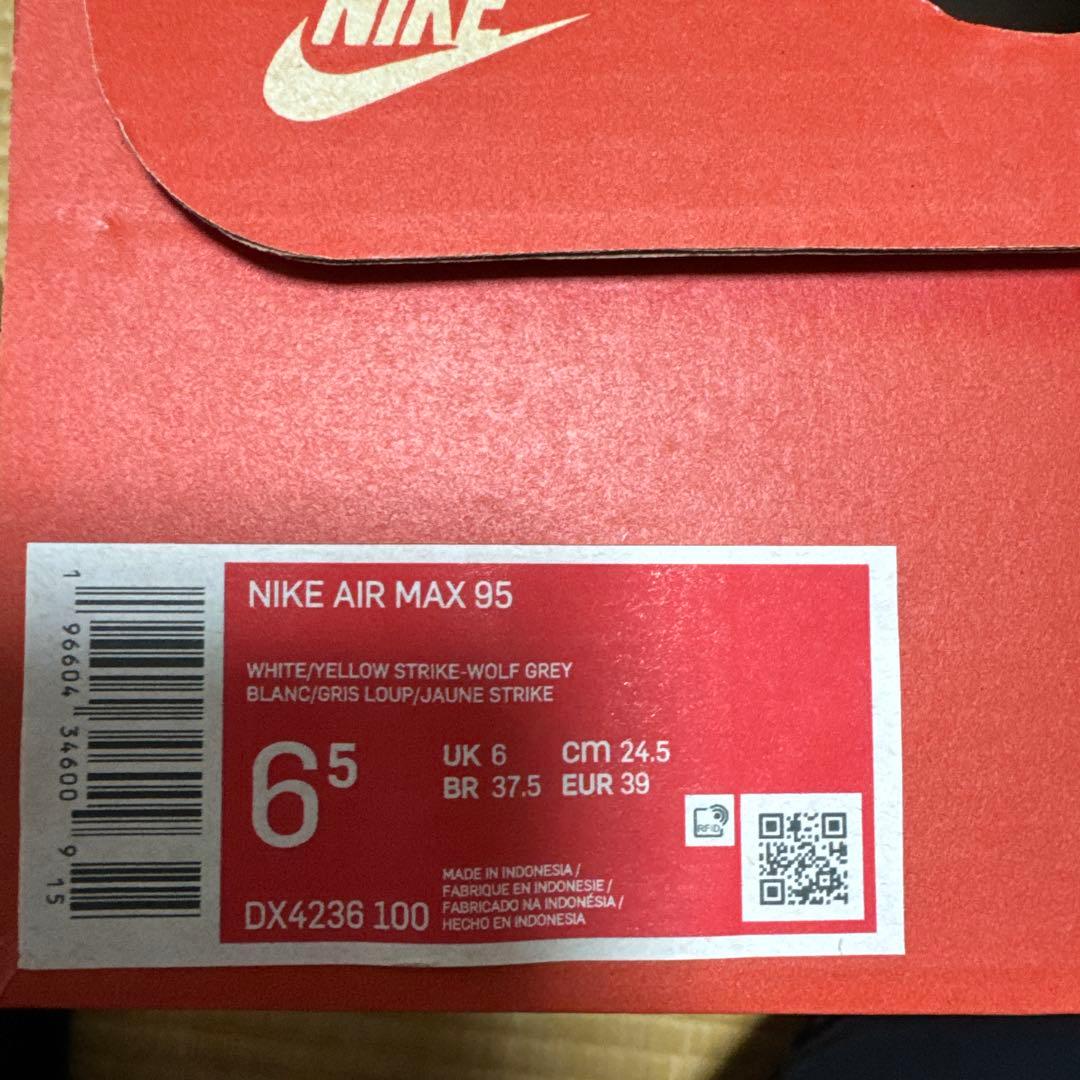 NIKE
NIKE AIR MAX 95
WHITE/YELLOW STRIKE-WOLF GREY
BLANC/GRIS LOUP/JAUNE STRIKE
6⁵
UK 6 cm 24.5
BR 37.5 EUR 39
RFID
MADE IN INDONESIA /
FABRIQUE EN INDONESIE /
FABRICADO NA INDONÉSIA /
HECHO EN INDONESIA
DX4236 100
1 96604 34600 9 15